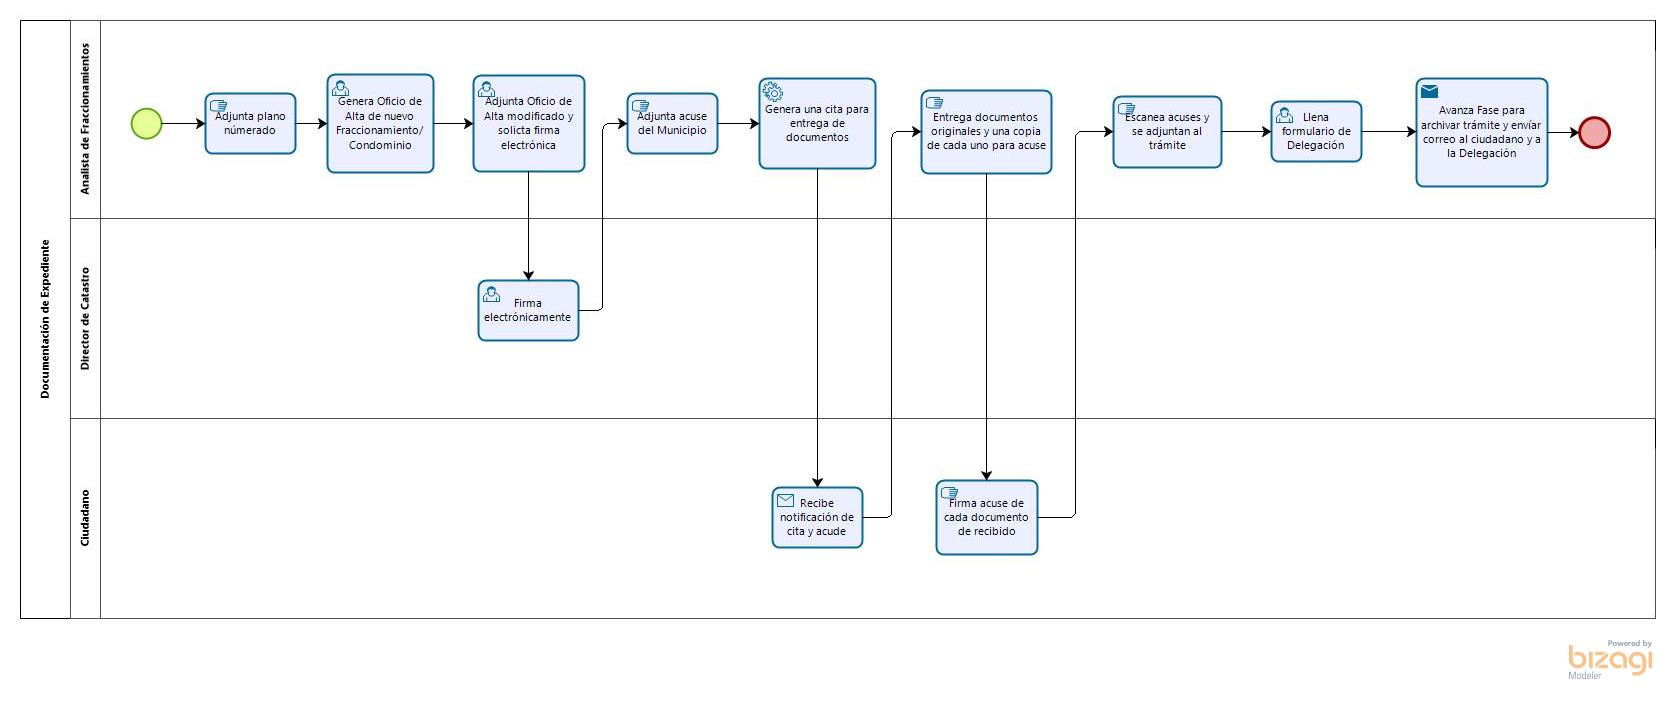 Documentación de Expediente
Analista de Fraccionamientos
Adjunta plano
númerado
Genera Oficio de
Alta de nuevo
Fraccionamiento/
Condominio
Adjunta Oficio de
Alta modificado y
solicta firma
electrónica
Adjunta acuse
del Municipio
Genera una cita para
entrega de
documentos
Entrega documentos
originales y una copia
de cada uno para acuse
Escanea acuses y
se adjuntan al
trámite
Llena
formulario de
Delegación
Avanza Fase para
archivar trámite y envíar
correo al ciudadano y a
la Delegación
Director de Catastro
Firma
electrónicamente
Ciudadano
Recibe
notificación de
cita y acude
Firma acuse de
cada documento
de recibido
Powered by
bizagi
Modeler